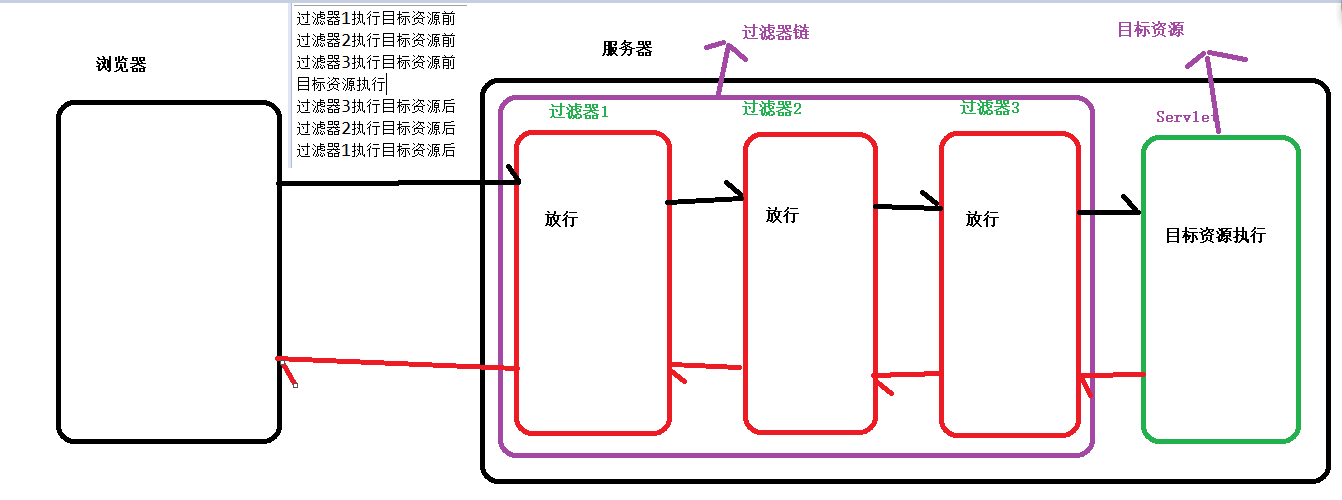 过滤器1执行目标资源前
过滤器2执行目标资源前
过滤器3执行目标资源前
目标资源执行
过滤器3执行目标资源后
过滤器2执行目标资源后
过滤器1执行目标资源后
浏览器
服务器
过滤器链
目标资源
过滤器1
过滤器2
过滤器3
Servlet
放行
放行
放行
目标资源执行